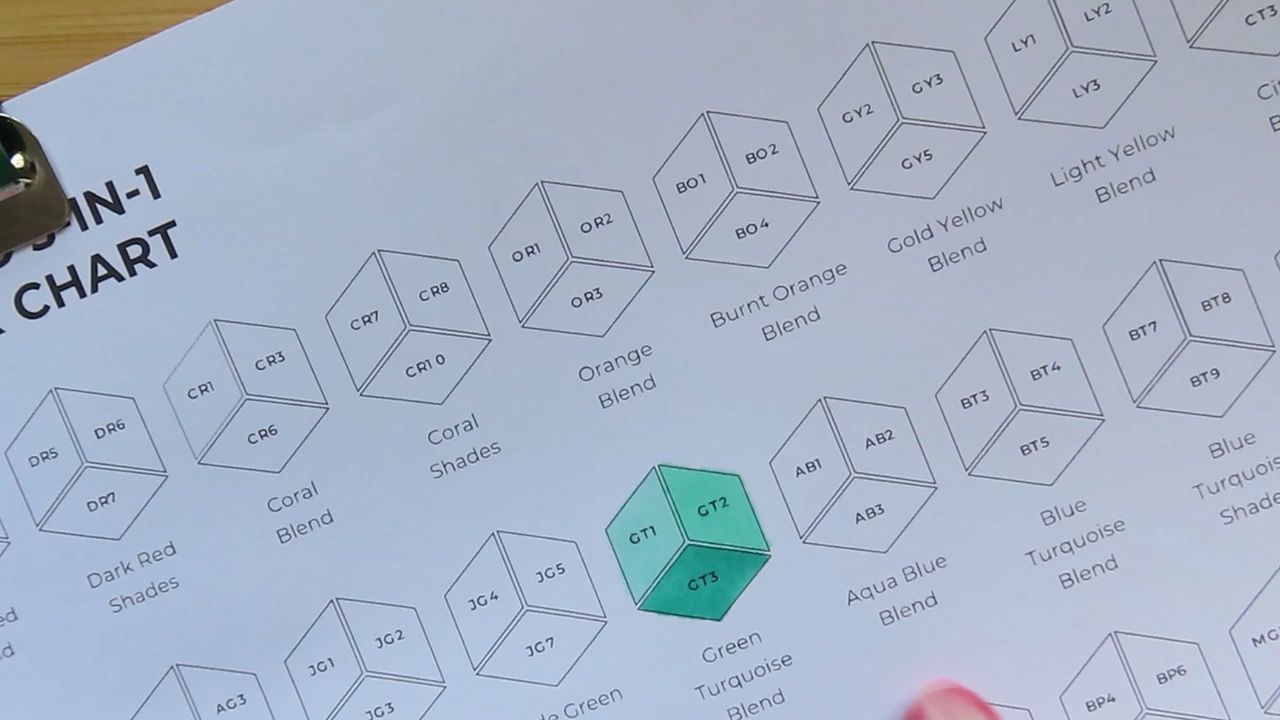 IN-1
CHART
DR5
DR6
DR7
Dark Red
Shades
CR1
CR3
CR6
Coral
Blend
CR7
CR8
CR10
Coral
Shades
OR1
OR2
OR3
Orange
Blend
BO1
BO2
BO4
Burnt Orange
Blend
GY2
GY3
GY5
Gold Yellow
Blend
LY1
LY2
LY3
Light Yellow
Blend
CT3
AG3
JG1
JG2
JG3
JG4
JG5
JG7
Green
GT1
GT2
GT3
Green
Turquoise
Blend
AB1
AB2
AB3
Aqua Blue
Blend
BT3
BT4
BT5
Blue
Turquoise
Blend
BT7
BT8
BT9
Blue
BP4
BP6